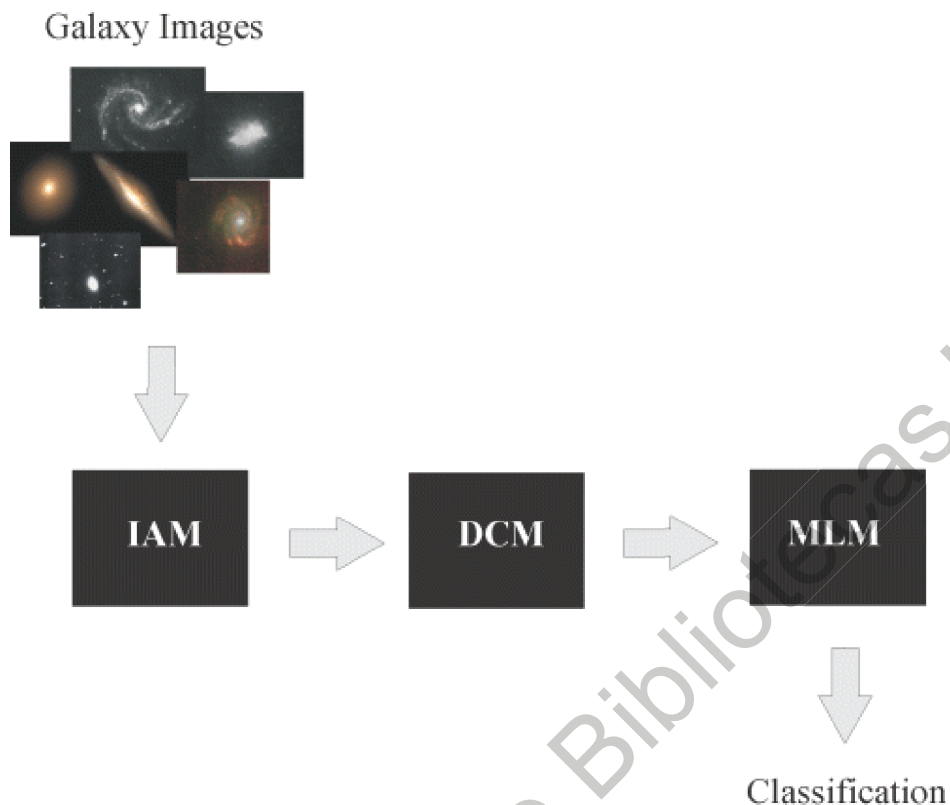 Galaxy Images
IAM
DCM
MLM
Classification
Bibliotecas